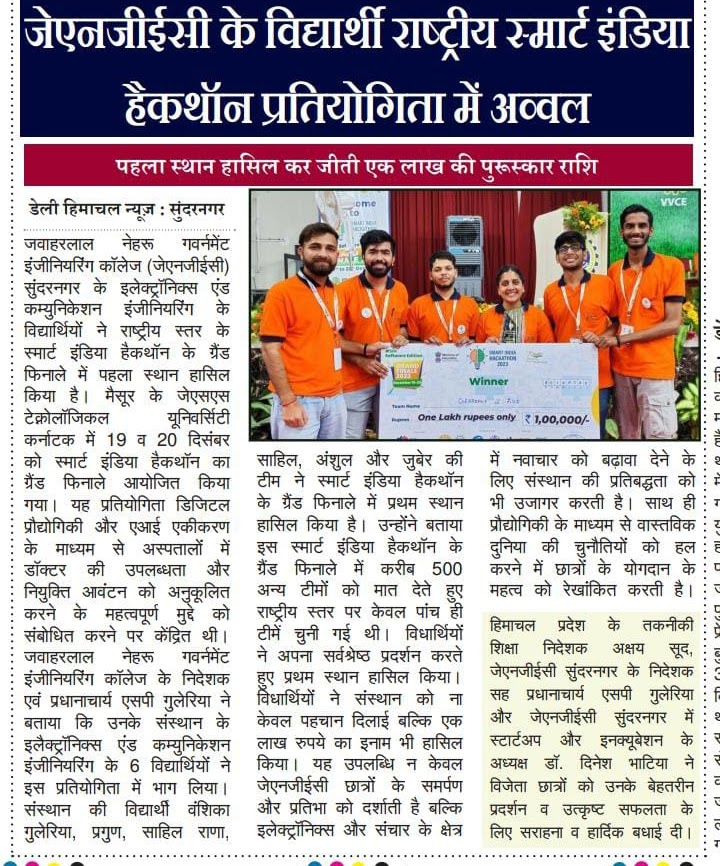 जेएनजीईसी के विद्यार्थी राष्ट्रीय स्मार्ट इंडिया
हैकथॉन प्रतियोगिता में अव्वल
पहला स्थान हासिल कर जीती एक लाख की पुरूस्कार राशि
डेली हिमाचल न्यूज़ : सुंदरनगर
जवाहरलाल नेहरू गवर्नमेंट
इंजीनियरिंग कॉलेज (जेएनजीईसी)
सुंदरनगर के इलेक्ट्रॉनिक्स एंड
कम्युनिकेशन इंजीनियरिंग के
विद्यार्थियों ने राष्ट्रीय स्तर के
स्मार्ट इंडिया हैकथॉन के ग्रैंड
फिनाले में पहला स्थान हासिल
किया है। मैसूर के जेएसएस
टेक्नोलॉजिकल यूनिवर्सिटी
कर्नाटक में 19 व 20 दिसंबर
को स्मार्ट इंडिया हैकथॉन का
ग्रैंड फिनाले आयोजित किया
गया। यह प्रतियोगिता डिजिटल
प्रौद्योगिकी और एआई एकीकरण
के माध्यम से अस्पतालों में
डॉक्टर की उपलब्धता और
नियुक्ति आवंटन को अनुकूलित
करने के महत्वपूर्ण मुद्दे को
संबोधित करने पर केंद्रित थी।
जवाहरलाल नेहरू गवर्नमेंट
इंजीनियरिंग कॉलेज के निदेशक
एवं प्रधानाचार्य एसपी गुलेरिया ने
बताया कि उनके संस्थान के
इलैक्ट्रॉनिक्स एंड कम्युनिकेशन
इंजीनियरिंग के 6 विद्यार्थियों ने
इस प्रतियोगिता में भाग लिया।
संस्थान की विद्यार्थी वंशिका
गुलेरिया, प्रगुण, साहिल राणा,
VVCE
SMART INDIA
HACKATHON
2023
Winner
Team Name
Rupees One Lakh rupees only ₹ 1,00,000/-
साहिल, अंशुल और जुबेर की
टीम ने स्मार्ट इंडिया हैकथॉन
के ग्रैंड फिनाले में प्रथम स्थान
हासिल किया है। उन्होंने बताया
इस स्मार्ट इंडिया हैकथॉन के
ग्रैंड फिनाले में करीब 500
अन्य टीमों को मात देते हुए
राष्ट्रीय स्तर पर केवल पांच ही
टीमें चुनी गई थी। विधार्थियों
ने अपना सर्वश्रेष्ठ प्रदर्शन करते
हुए प्रथम स्थान हासिल किया।
विधार्थियों ने संस्थान को ना
केवल पहचान दिलाई बल्कि एक
लाख रुपये का इनाम भी हासिल
किया। यह उपलब्धि न केवल
जेएनजीईसी छात्रों के समर्पण
और प्रतिभा को दर्शाती है बल्कि
इलेक्ट्रॉनिक्स और संचार के क्षेत्र
में नवाचार को बढ़ावा देने के
लिए संस्थान की प्रतिबद्धता को
भी उजागर करती है। साथ ही
प्रौद्योगिकी के माध्यम से वास्तविक
दुनिया की चुनौतियों को हल
करने में छात्रों के योगदान के
महत्व को रेखांकित करती है।
हिमाचल प्रदेश के तकनीकी
शिक्षा निदेशक अक्षय सूद,
जेएनजीईसी सुंदरनगर के निदेशक
सह प्रधानाचार्य एसपी गुलेरिया
और जेएनजीईसी सुंदरनगर में
स्टार्टअप और इनक्यूबेशन के
अध्यक्ष डॉ. दिनेश भाटिया ने
विजेता छात्रों को उनके बेहतरीन
प्रदर्शन व उत्कृष्ट सफलता के
लिए सराहना व हार्दिक बधाई दी।